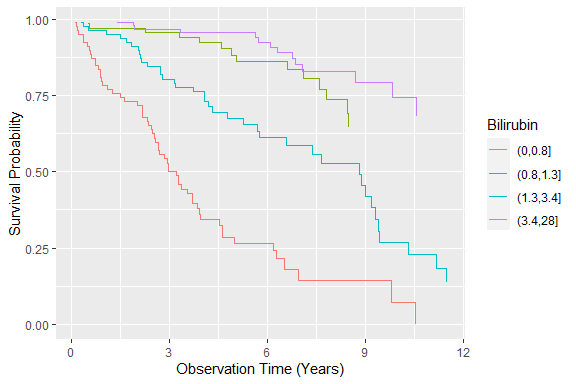 1.00
0.75
0.50
0.25
0.00
Survival Probability
0 3 6 9 12
Observation Time (Years)
Bilirubin
(0,0.8]
(0.8,1.3]
(1.3,3.4]
(3.4,28]